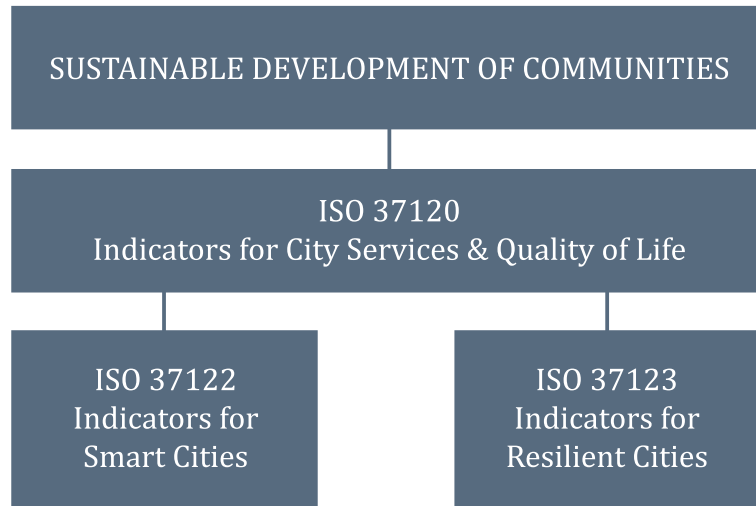 SUSTAINABLE DEVELOPMENT OF COMMUNITIES
ISO 37120
Indicators for City Services & Quality of Life
ISO 37122
Indicators for
Smart Cities
ISO 37123
Indicators for
Resilient Cities